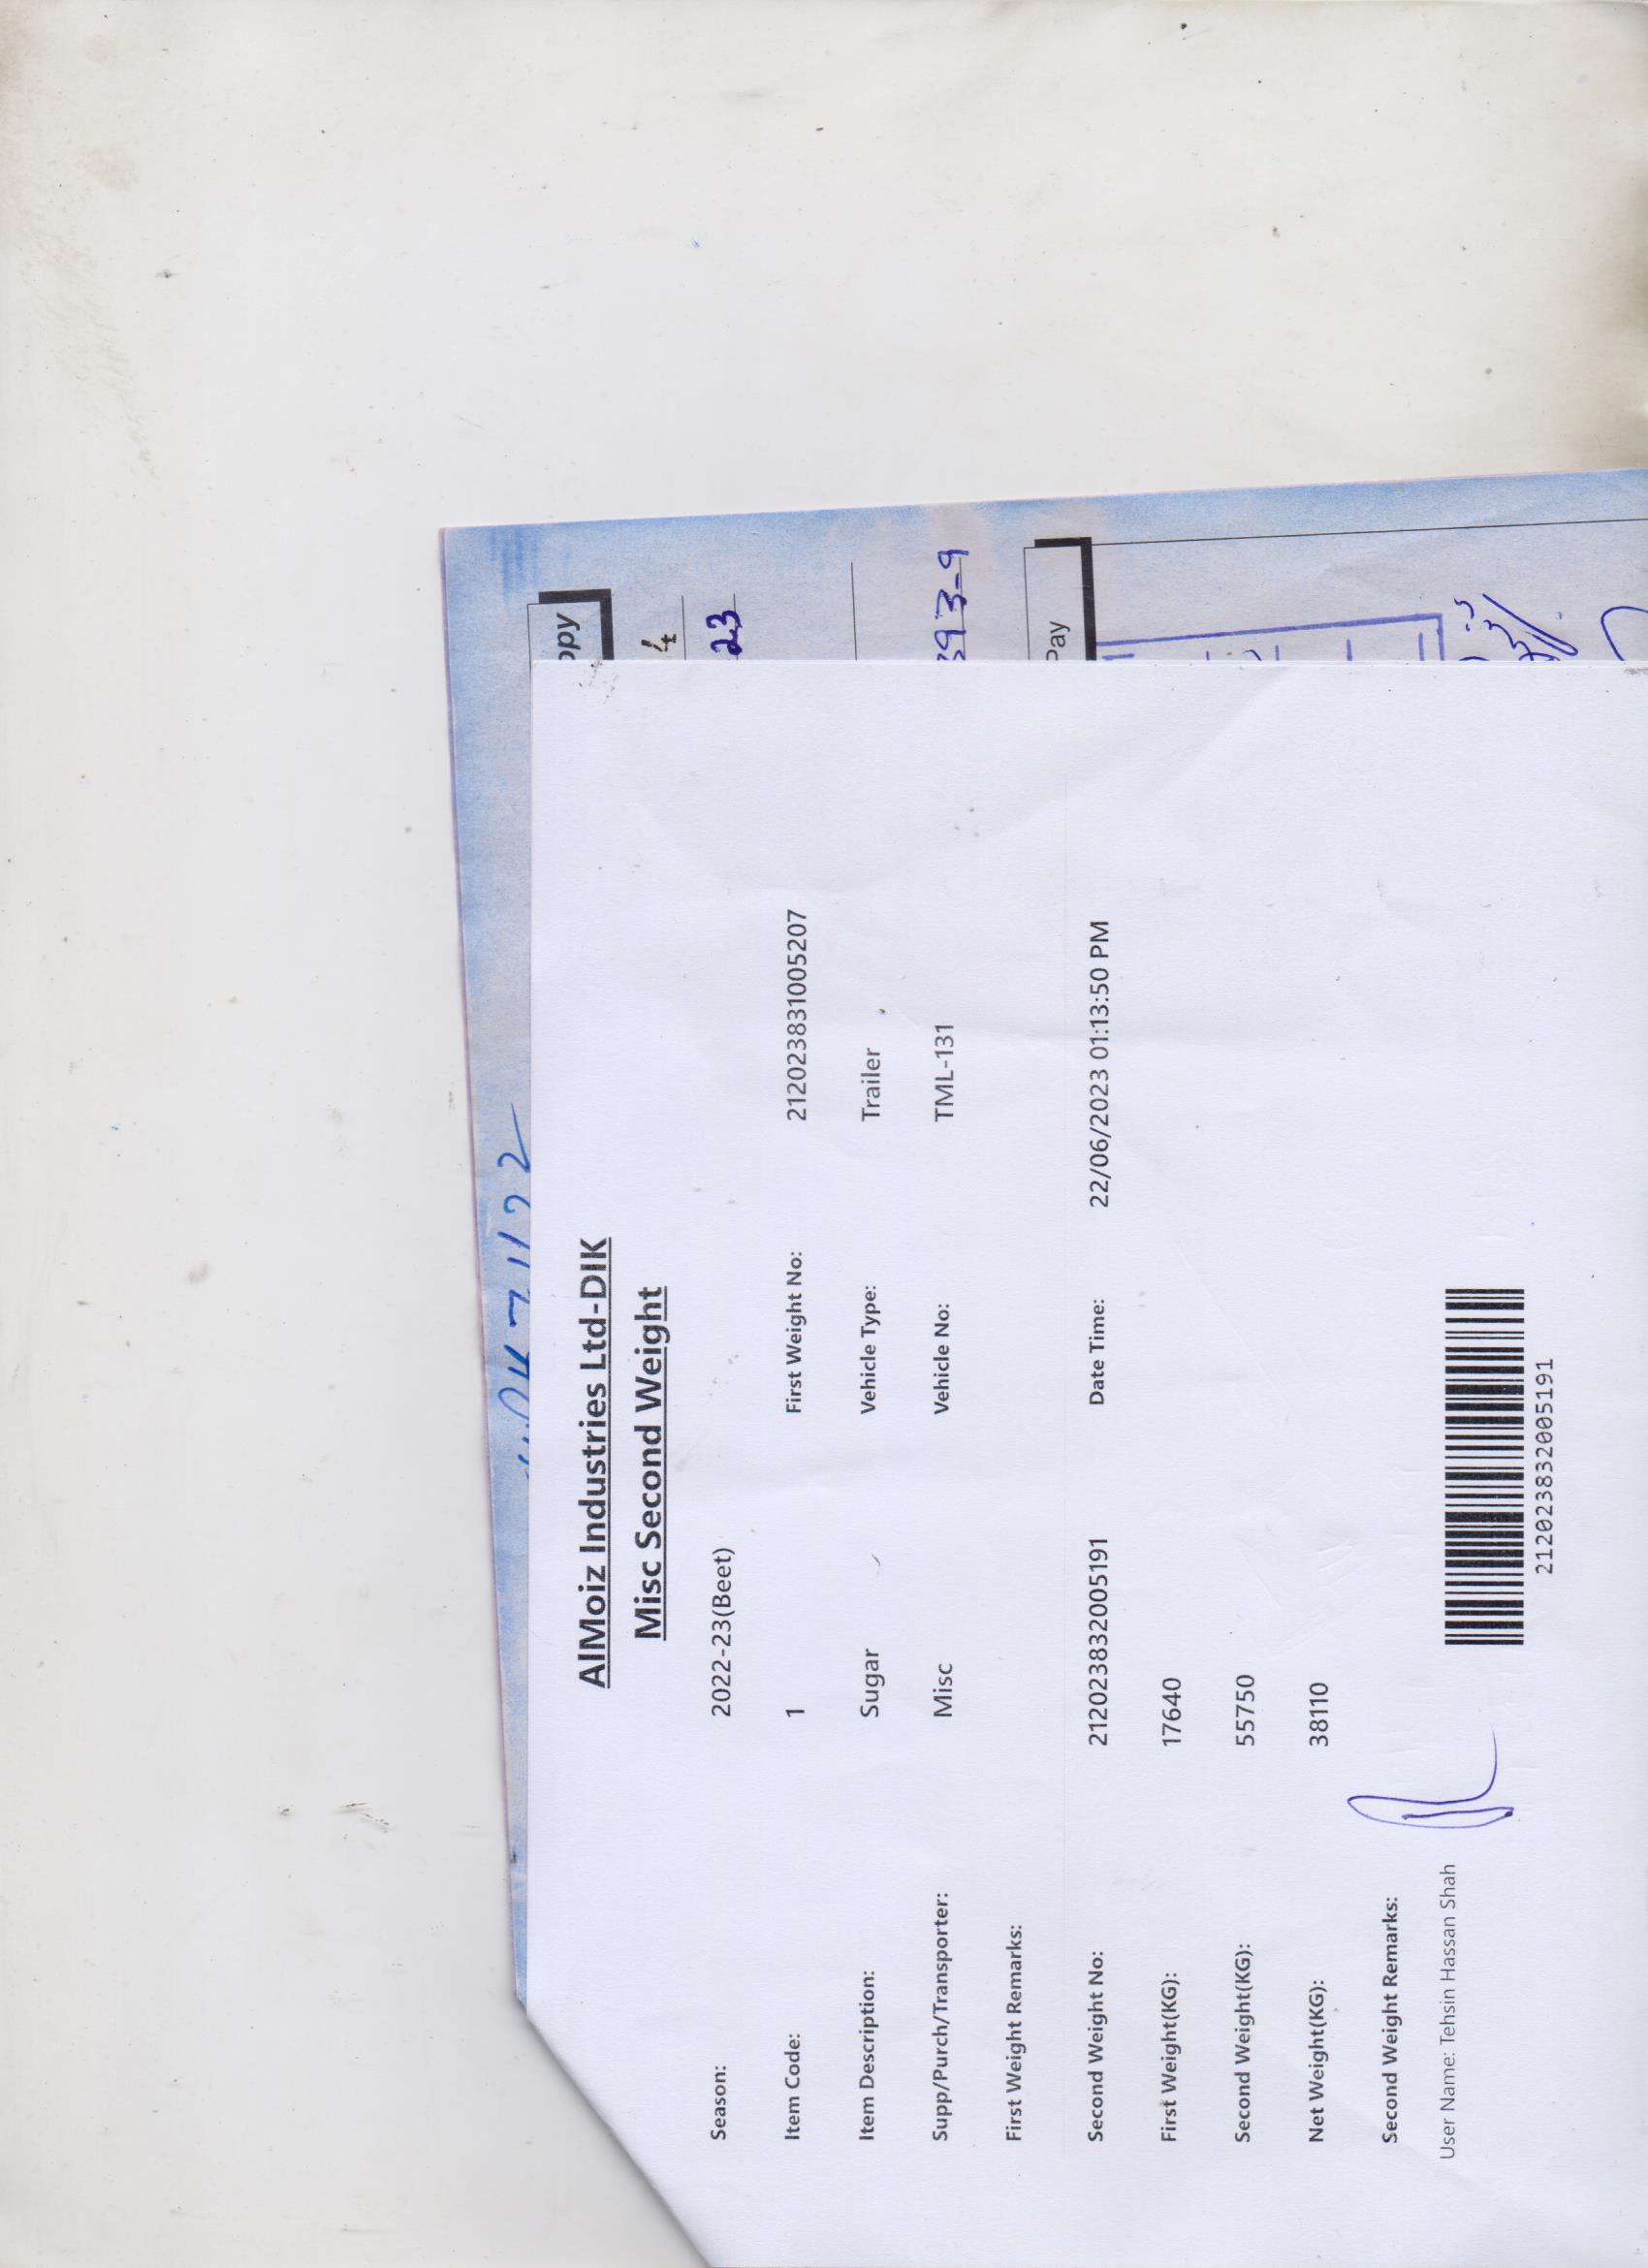 AlMoiz Industries Ltd-DIK
Misc Second Weight
Season: 2022-23(Beet)
Item Code: 1 First Weight No: 2120238310052​07
Item Description: Sugar Vehicle Type: Trailer
Supp/Purch/Transporter: Misc Vehicle No: TML-131
First Weight Remarks:
Second Weight No: 212023832005191 Date Time: 22/06/2023 01:13:50 PM
First Weight(KG): 17640
Second Weight(KG): 55750
Net Weight(KG): 38110
Second Weight Remarks:
User Name: Tehsin Hassan Shah
212023832005191
opy
4
23
393-9
Pay